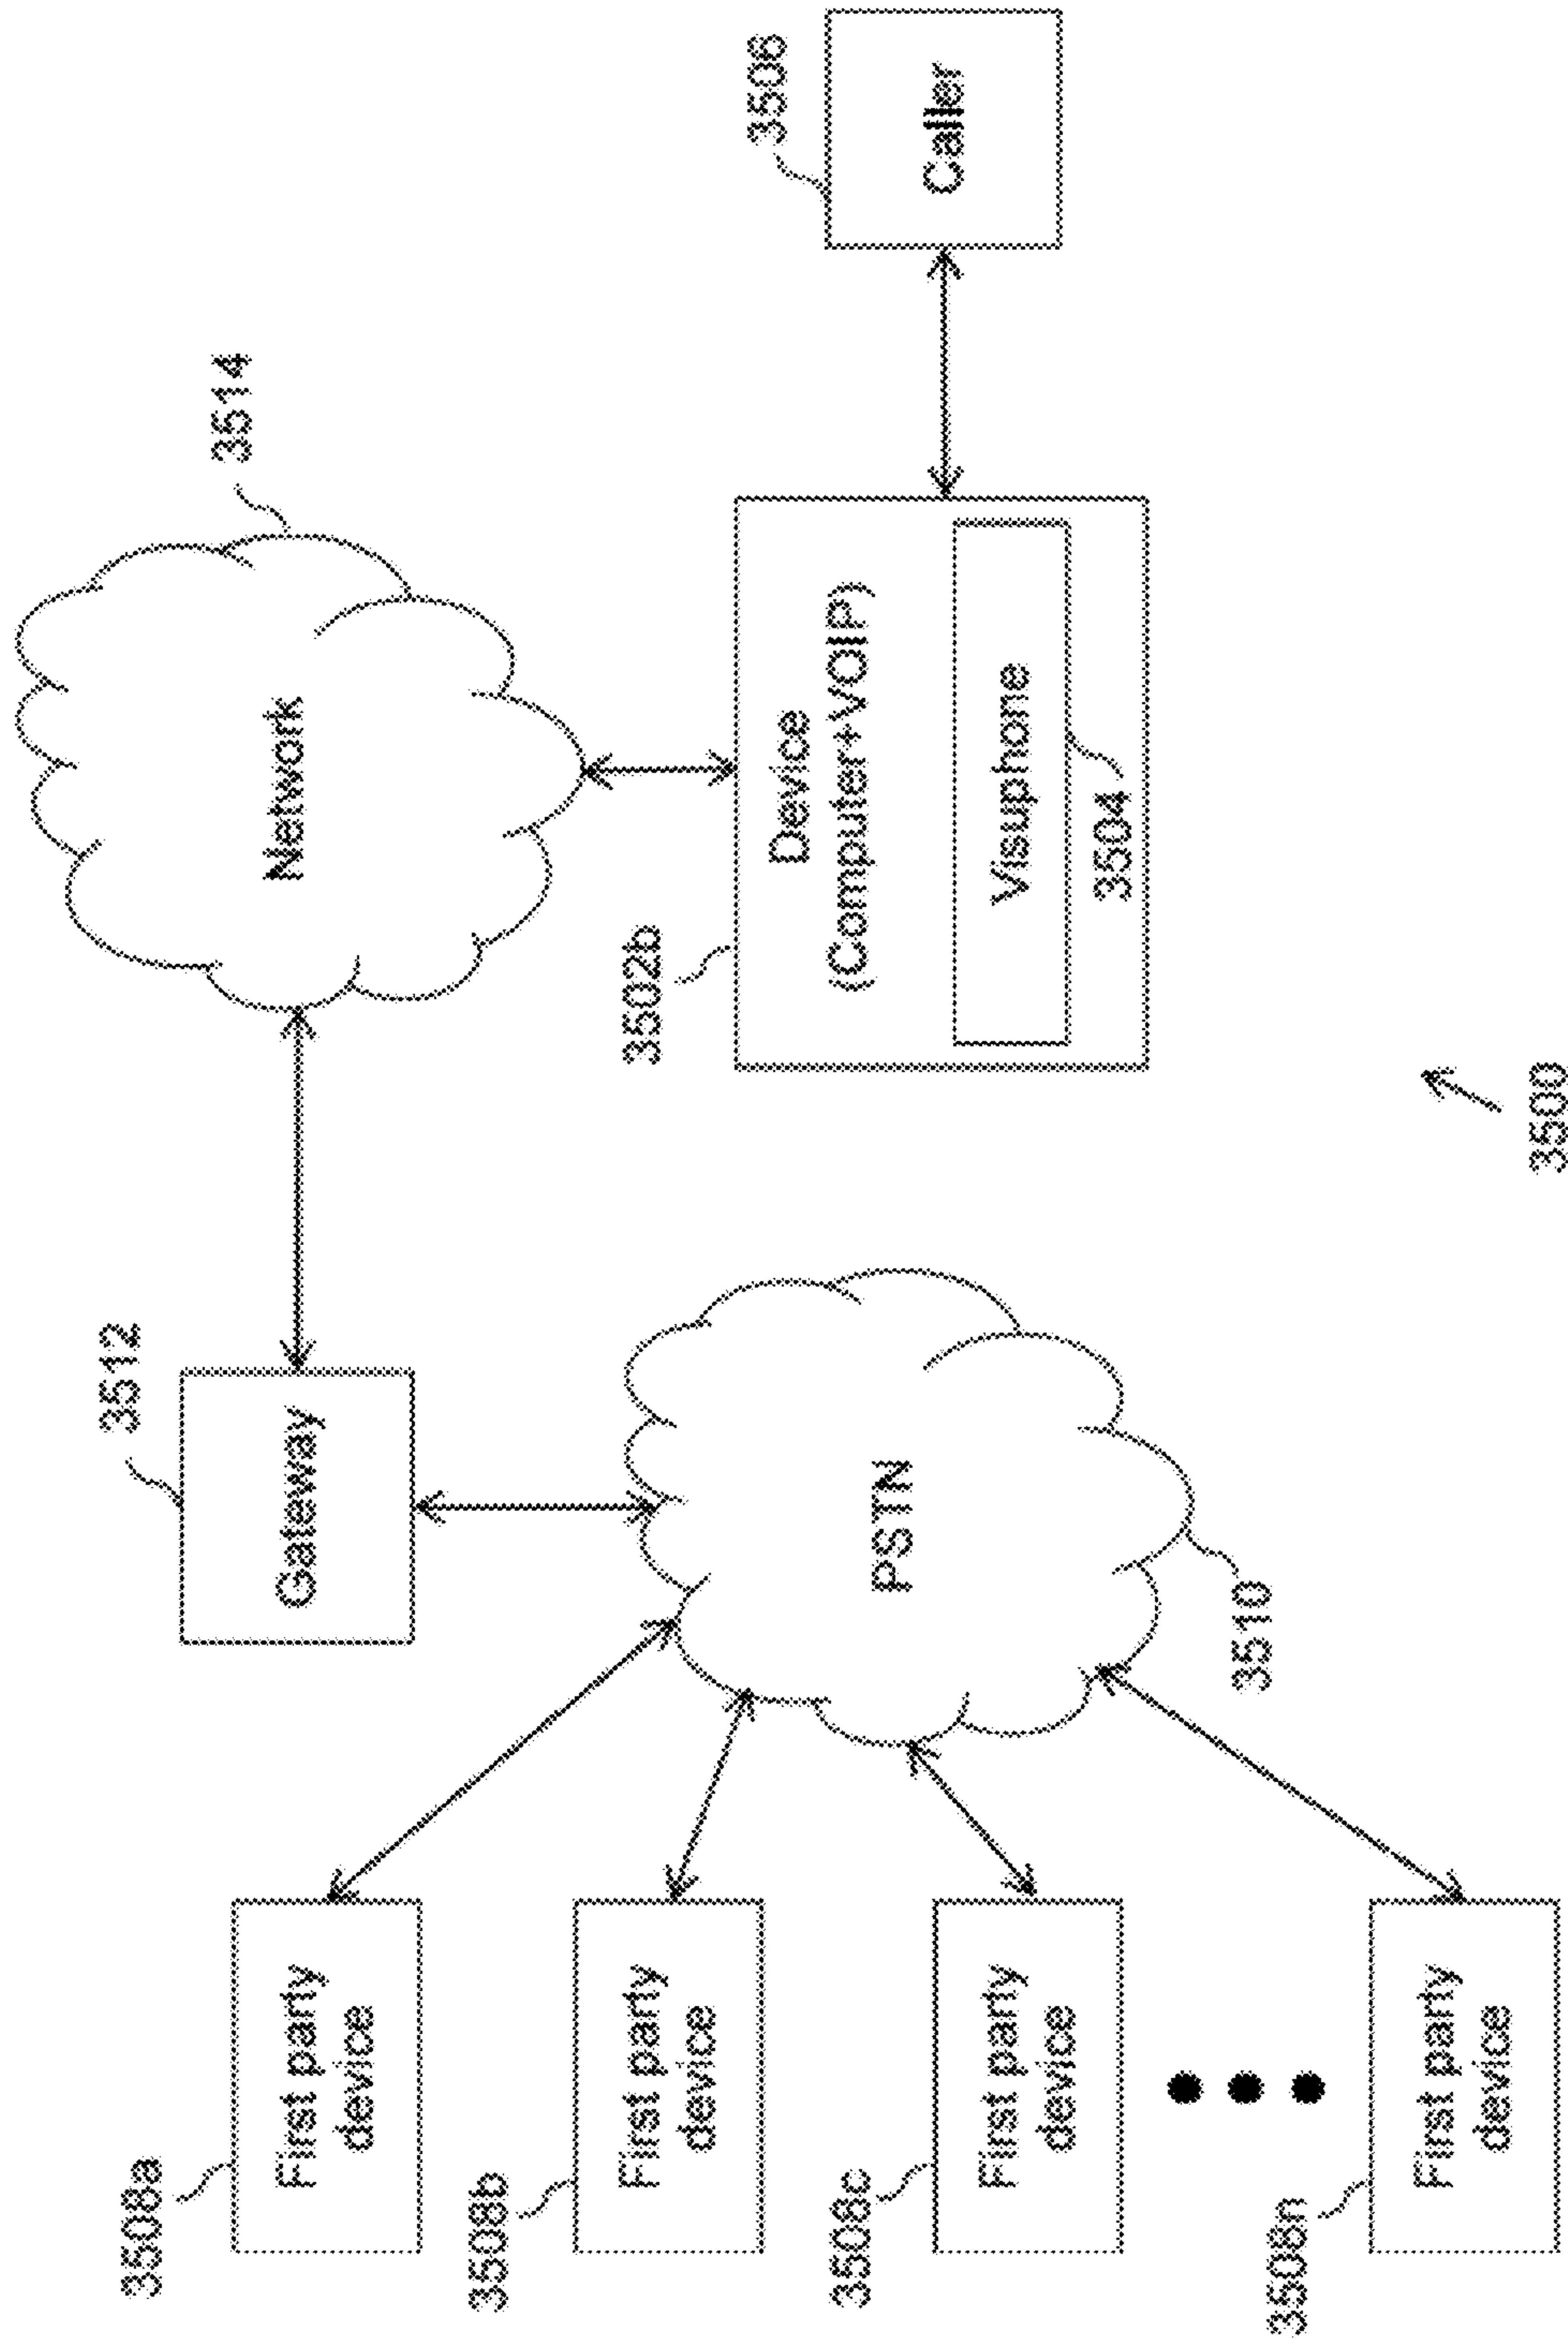 3508a
First party
device
3508b
First party
device
3508c
First party
device
3508n
First party
device
3512
Gateway
PSTN
3510
3514
Network
3502b
Device
(Computer+VOIP)
Visuphone
3504
3506
Caller
3500